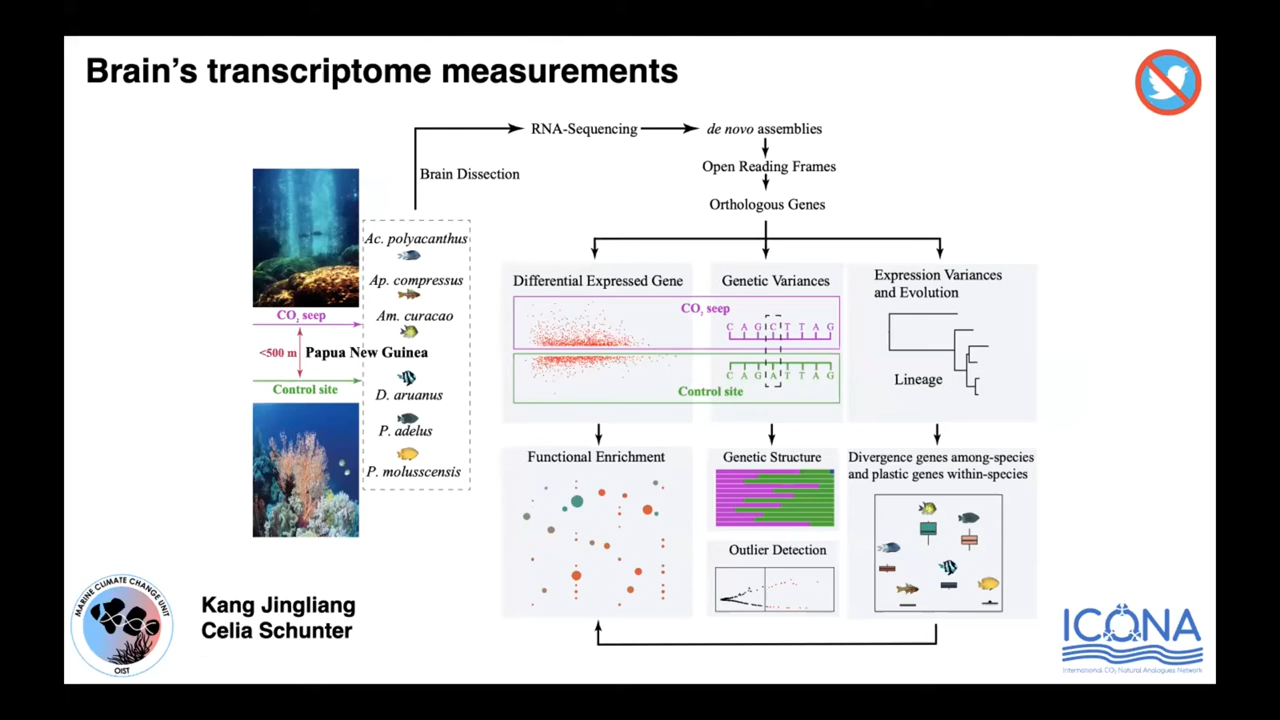 Brain's transcriptome measurements
RNA-Sequencing
de novo assemblies
Brain Dissection
Open Reading Frames
Orthologous Genes
Ac. polyacanthus
Ap. compressus
Am. curacao
D. aruanus
P. adelus
P. molusscensis
CO₂ seep
<500 m
Papua New Guinea
Control site
Differential Expressed Gene
Genetic Variances
Expression Variances
and Evolution
CO₂ seep
C A G C T T A G
C A G A T T A G
Control site
Lineage
Functional Enrichment
Genetic Structure
Divergence genes among-species
and plastic genes within-species
Outlier Detection
MARINE CLIMATE CHANGE UNIT
OIST
Kang Jingliang
Celia Schunter
ICONA
International CO₂ Natural Analogues Network